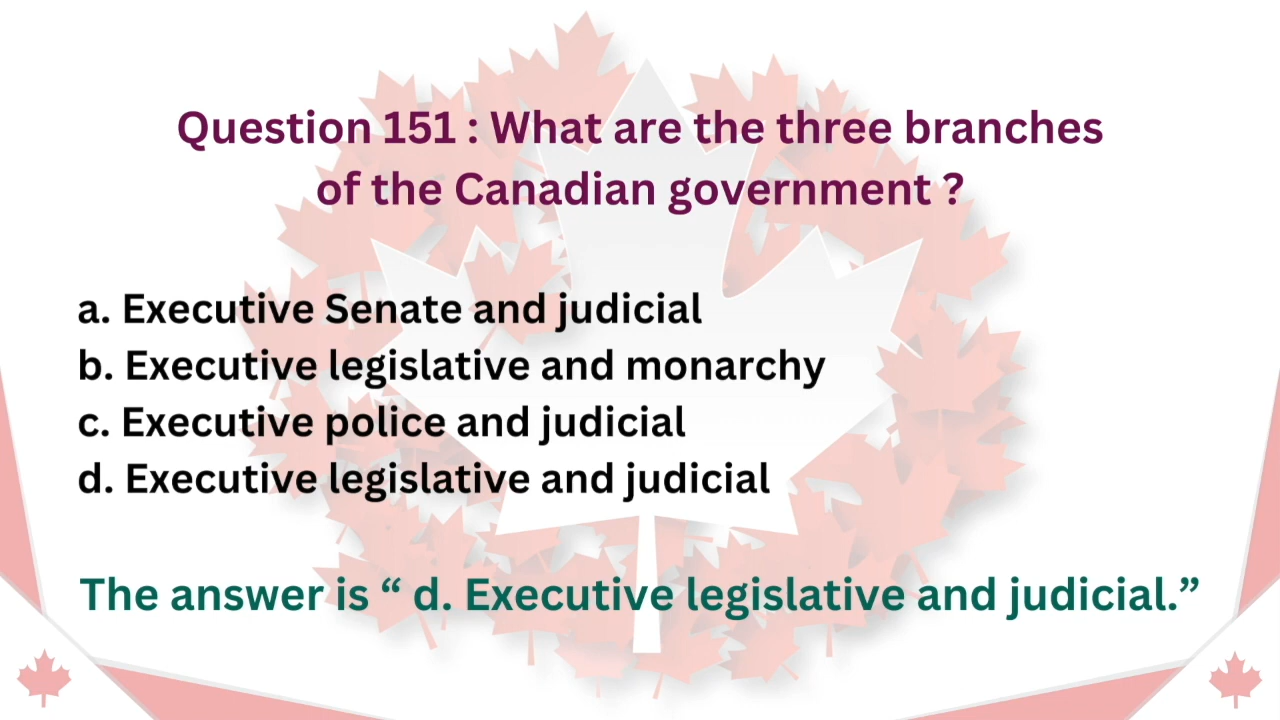 Question 151 : What are the three branches
of the Canadian government ?
a. Executive Senate and judicial
b. Executive legislative and monarchy
c. Executive police and judicial
d. Executive legislative and judicial
The answer is “ d. Executive legislative and judicial.”